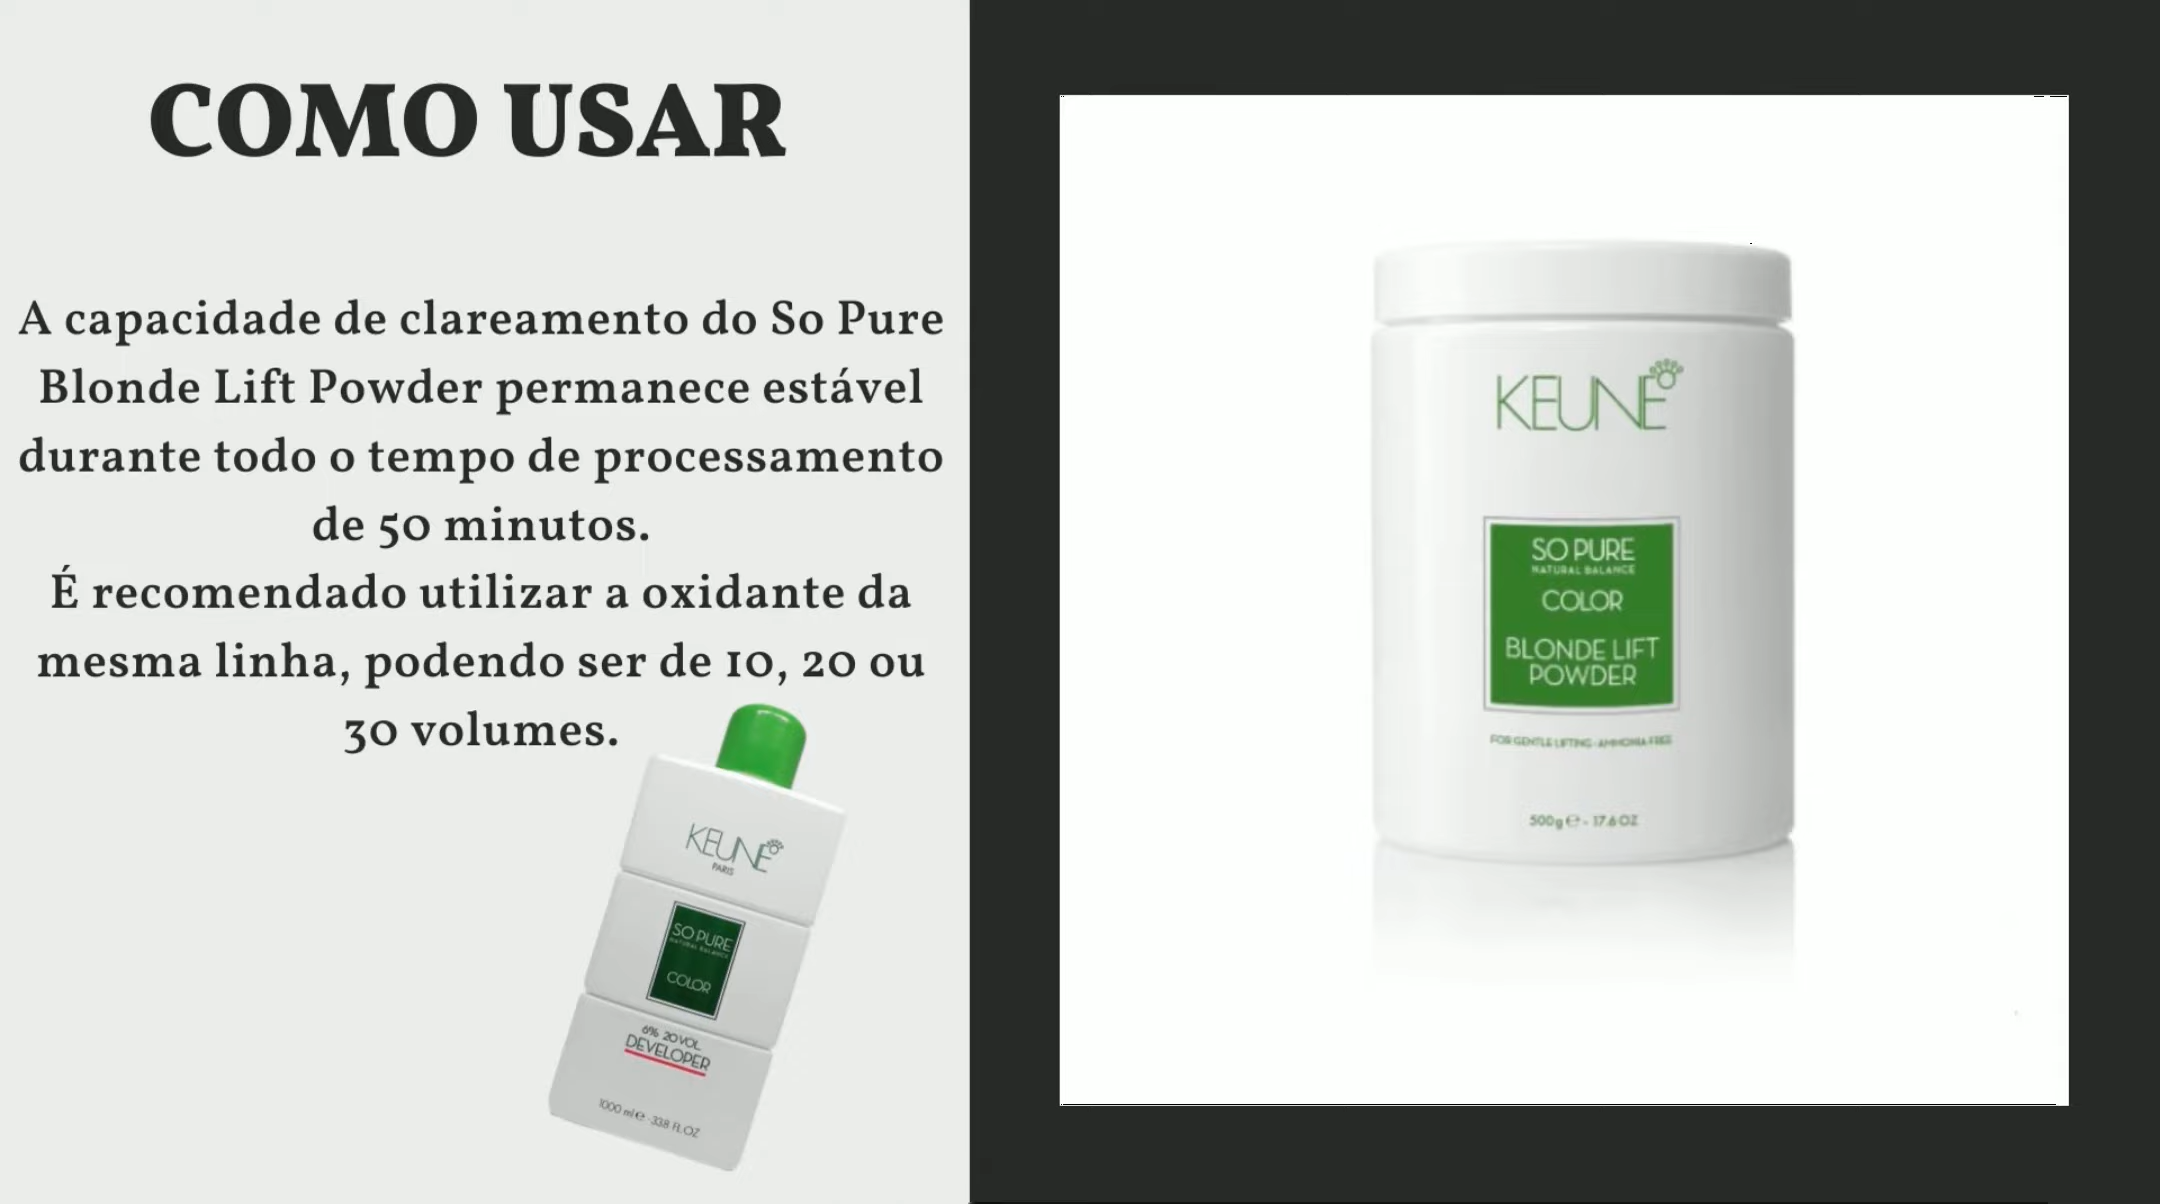 COMO USAR
A capacidade de clareamento do So Pure
Blonde Lift Powder permanece estável
durante todo o tempo de processamento
de 50 minutos.
É recomendado utilizar a oxidante da
mesma linha, podendo ser de 10, 20 ou
30 volumes.
KEUNE
PARIS
SO PURE
NATURAL BALANCE
COLOR
6% 20 VOL.
DEVELOPER
1000 ml ℮ - 33.8 FL.OZ
KEUNE
SO PURE
NATURAL BALANCE
COLOR
BLONDE LIFT
POWDER
FOR GENTLE LIFTING - AMMONIA FREE
500g ℮ - 17.6 OZ